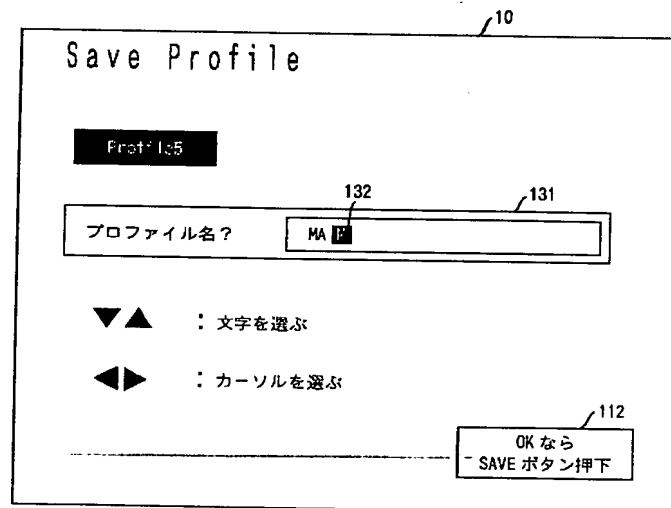 10
Save Profile
Profile5
132
131
プロファイル名?
MA
▼▲ : 文字を選ぶ
◀▶ : カーソルを選ぶ
112
OK なら
SAVE ボタン押下